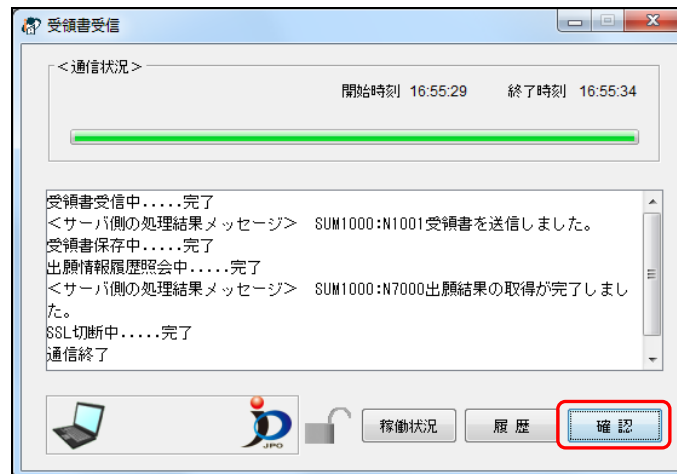 受領書受信
<通信状況>
開始時刻 16:55:29 終了時刻 16:55:34
受領書受信中.....完了
<サーバ側の処理結果メッセージ> SUM1000:N1001受領書を送信しました。
受領書保存中.....完了
出願情報履歴照会中.....完了
<サーバ側の処理結果メッセージ> SUM1000:N7000出願結果の取得が完了しまし
た。
SSL切断中.....完了
通信終了
JPO
稼働状況
履 歴
確 認